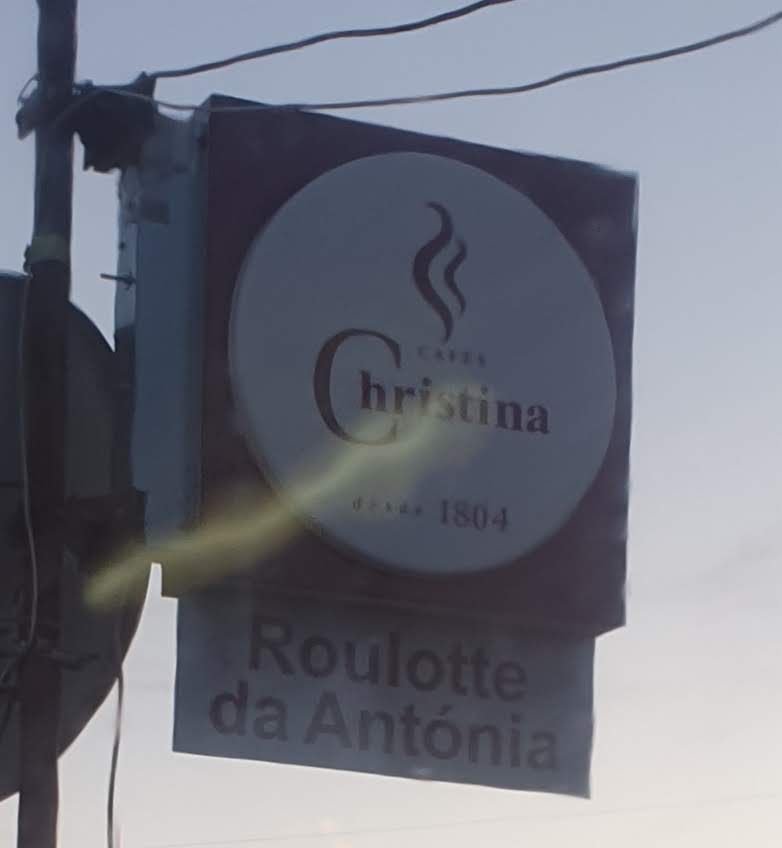 CAFÉS
Christina
desde 1804
Roulotte
da Antónia